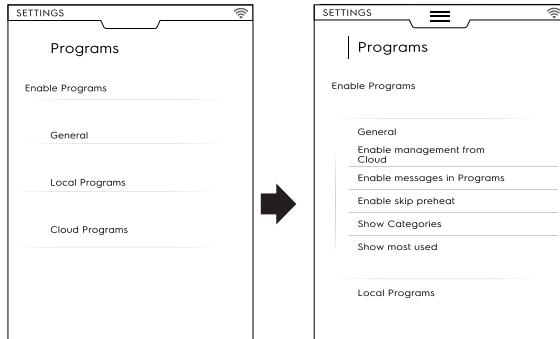 SETTINGS
Programs
Enable Programs
General
Local Programs
Cloud Programs
SETTINGS
Programs
Enable Programs
General
Enable management from
Cloud
Enable messages in Programs
Enable skip preheat
Show Categories
Show most used
Local Programs